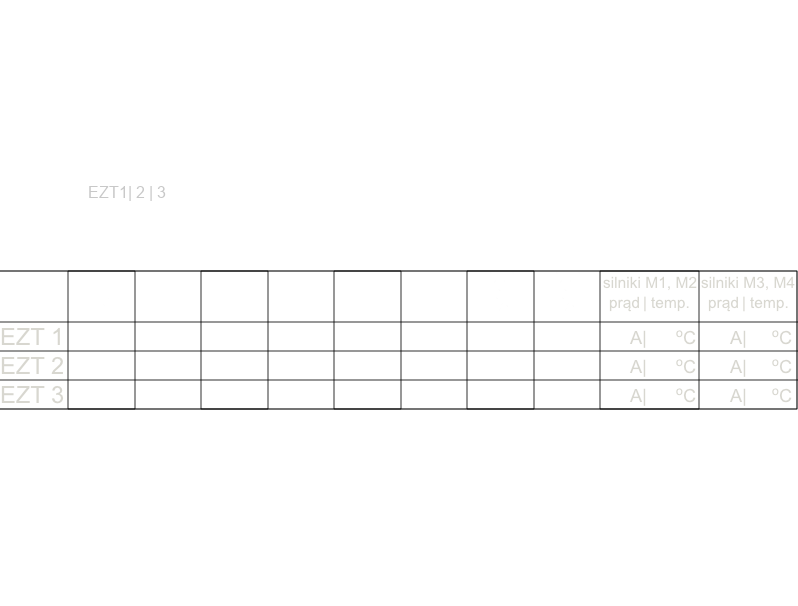 EZT1| 2 | 3
silniki M1, M2 silniki M3, M4
prąd | temp. prąd | temp.
EZT 1 A| ºC A| ºC
EZT 2 A| ºC A| ºC
EZT 3 A| ºC A| ºC